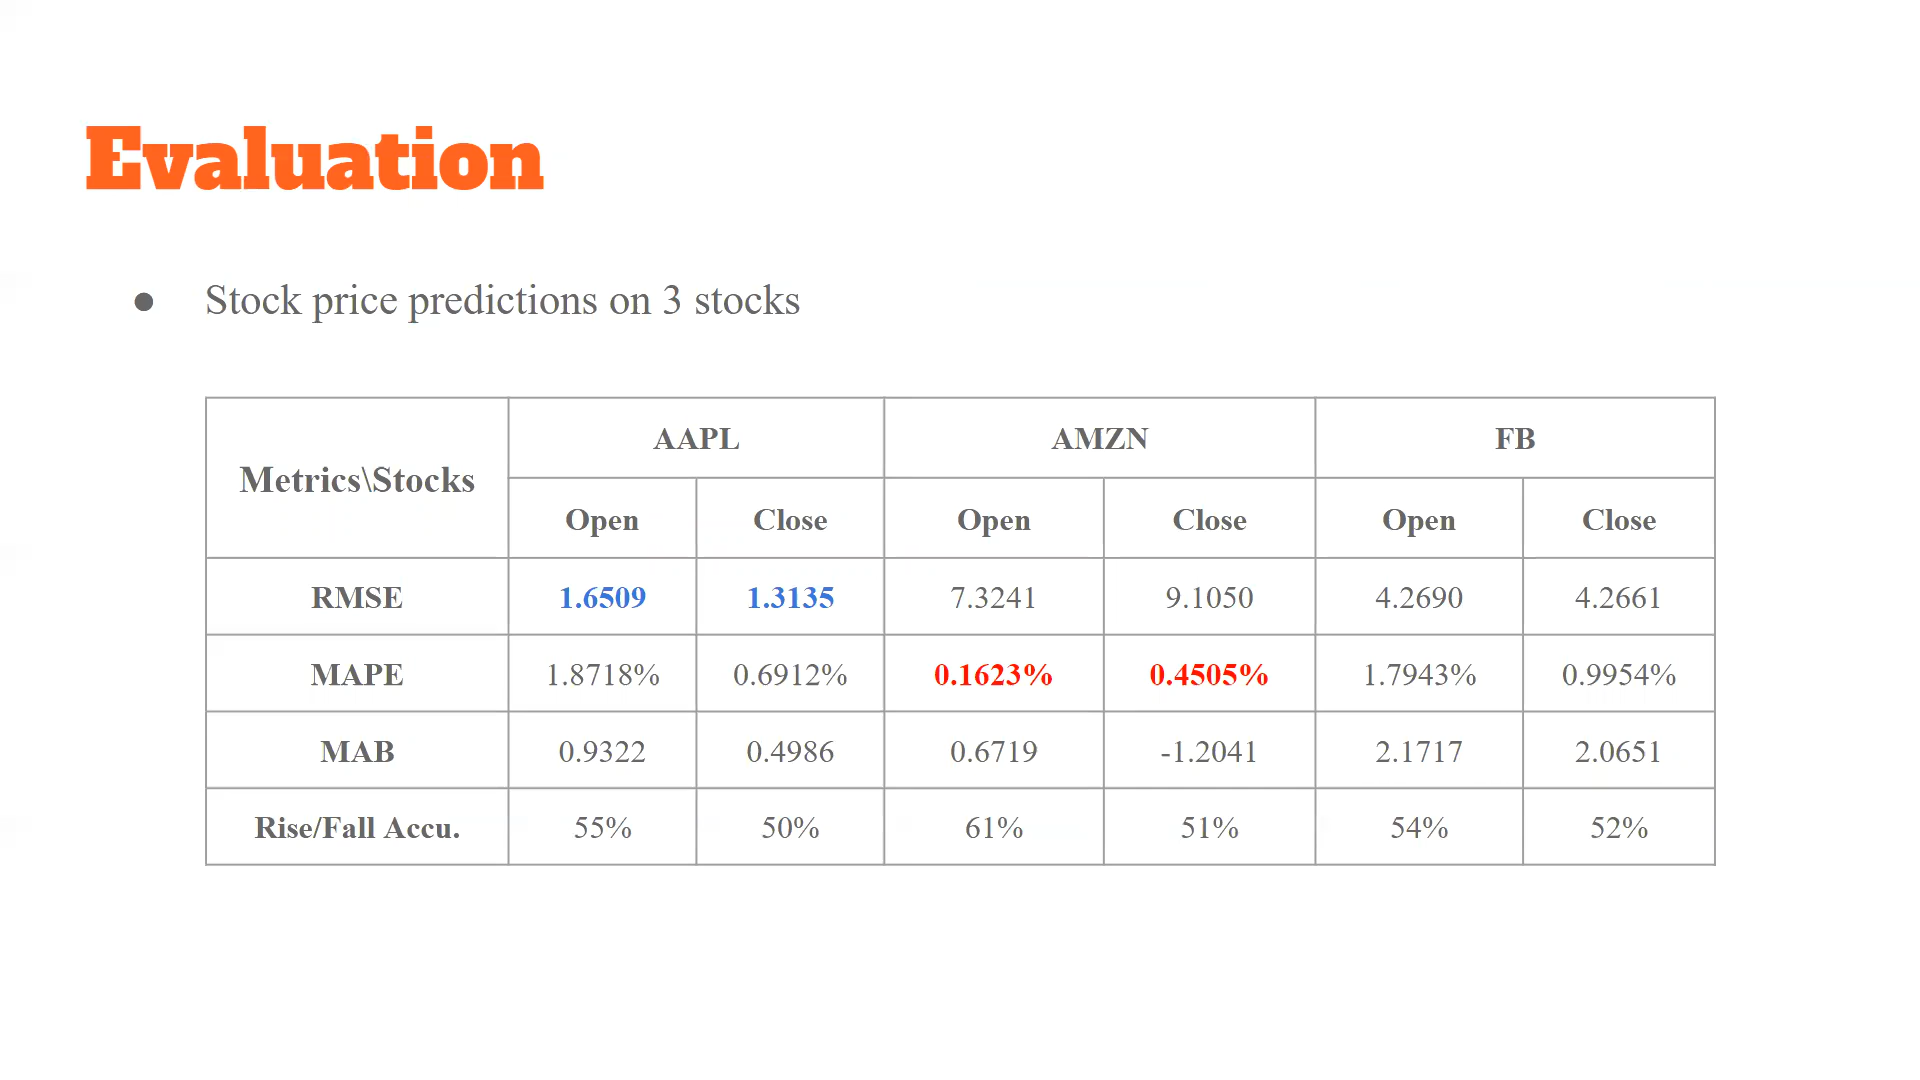 Evaluation
● Stock price predictions on 3 stocks
Metrics\Stocks AAPL AMZN FB
Open Close Open Close Open Close
RMSE 1.6509 1.3135 7.3241 9.1050 4.2690 4.2661
MAPE 1.8718% 0.6912% 0.1623% 0.4505% 1.7943% 0.9954%
MAB 0.9322 0.4986 0.6719 -1.2041 2.1717 2.0651
Rise/Fall Accu. 55% 50% 61% 51% 54% 52%